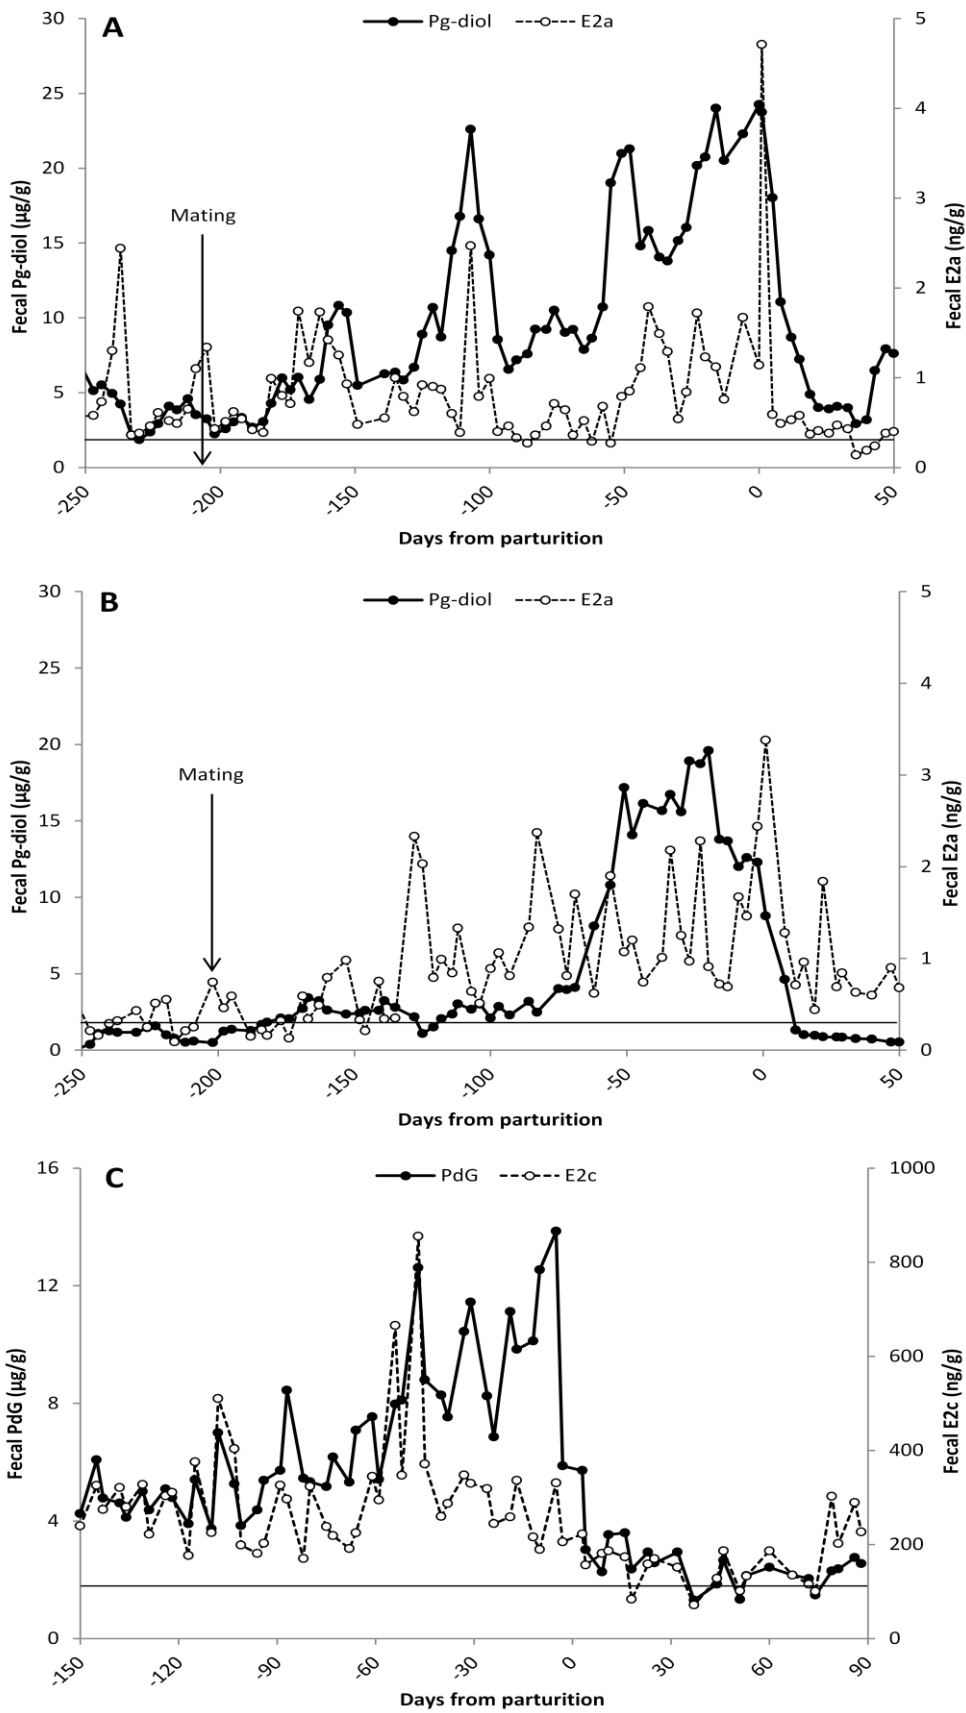 A
Pg-diol E2a
30
25
20
15
10
5
0
5
4
3
2
1
0
Fecal Pg-diol (µg/g)
Fecal E2a (ng/g)
Mating
-250 -200 -150 -100 -50 0 50
Days from parturition
B
Pg-diol E2a
30
25
20
15
10
5
0
5
4
3
2
1
0
Fecal Pg-diol (µg/g)
Fecal E2a (ng/g)
Mating
-250 -200 -150 -100 -50 0 50
Days from parturition
C
PdG E2c
16
12
8
4
0
1000
800
600
400
200
0
Fecal PdG (µg/g)
Fecal E2c (ng/g)
-150 -120 -90 -60 -30 0 30 60 90
Days from parturition